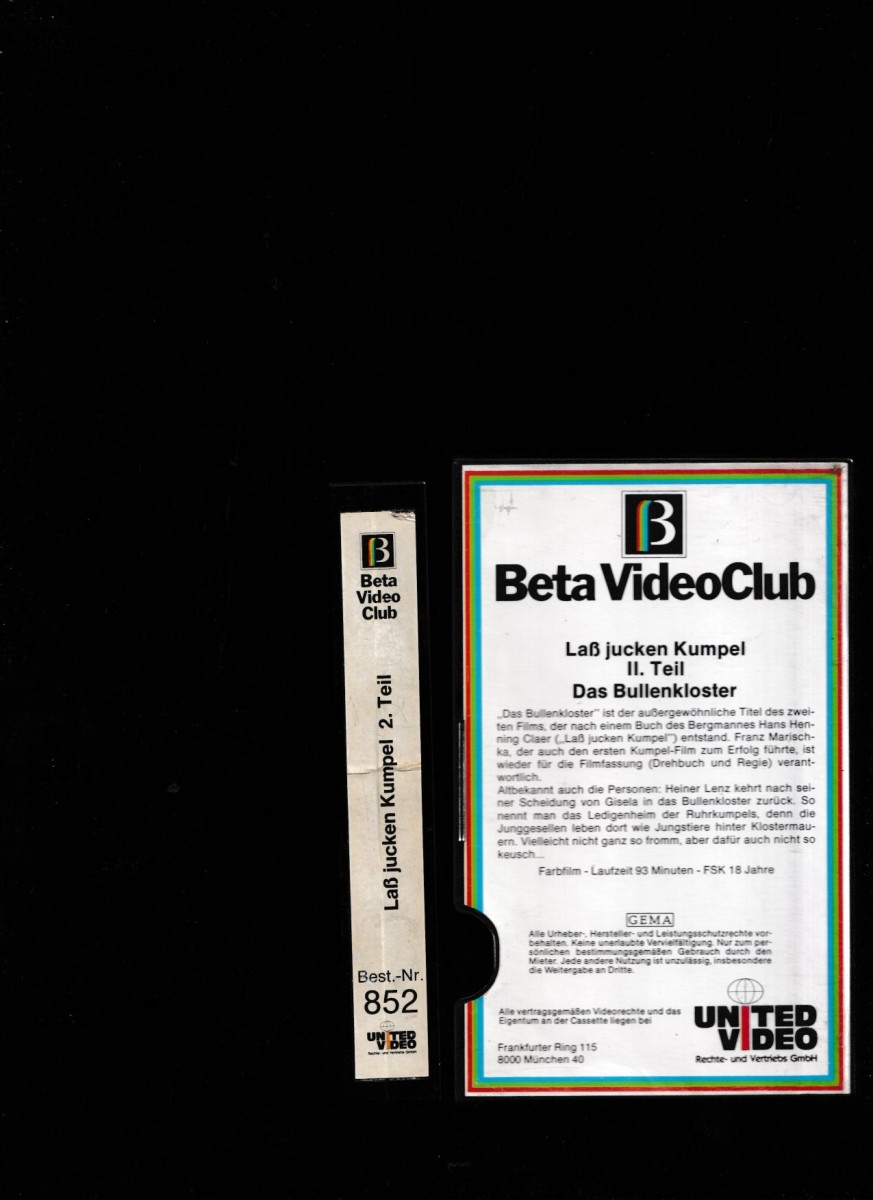 B
Beta
Video
Club
Laß jucken Kumpel 2. Teil
Best.-Nr.
852
UNITED
VIDEO
Rechte- und Vertriebs GmbH
B
Beta VideoClub
Laß jucken Kumpel
II. Teil
Das Bullenkloster
„Das Bullenkloster" ist der außergewöhnliche Titel des zwei-
ten Films, der nach einem Buch des Bergmannes Hans Hen-
ning Claer („Laß jucken Kumpel") entstand. Franz Marisch-
ka, der auch den ersten Kumpel-Film zum Erfolg führte, ist
wieder für die Filmfassung (Drehbuch und Regie) verant-
wortlich.
Altbekannt auch die Personen: Heiner Lenz kehrt nach sei-
ner Scheidung von Gisela in das Bullenkloster zurück. So
nennt man das Ledigenheim der Ruhrkumpels, denn die
Junggesellen leben dort wie Jungstiere hinter Klostermau-
ern. Vielleicht nicht ganz so fromm, aber dafür auch nicht so
keusch...
Farbfilm - Laufzeit 93 Minuten - FSK 18 Jahre
GEMA
Alle Urheber-, Hersteller- und Leistungsschutzrechte vor-
behalten. Keine unerlaubte Vervielfältigung. Nur zum per-
sönlichen bestimmungsgemäßen Gebrauch durch den
Mieter. Jede andere Nutzung ist unzulässig, insbesondere
die Weitergabe an Dritte.
Alle vertragsgemäßen Videorechte und das
Eigentum an der Cassette liegen bei
Frankfurter Ring 115
8000 München 40
UNITED
VIDEO
Rechte- und Vertriebs GmbH